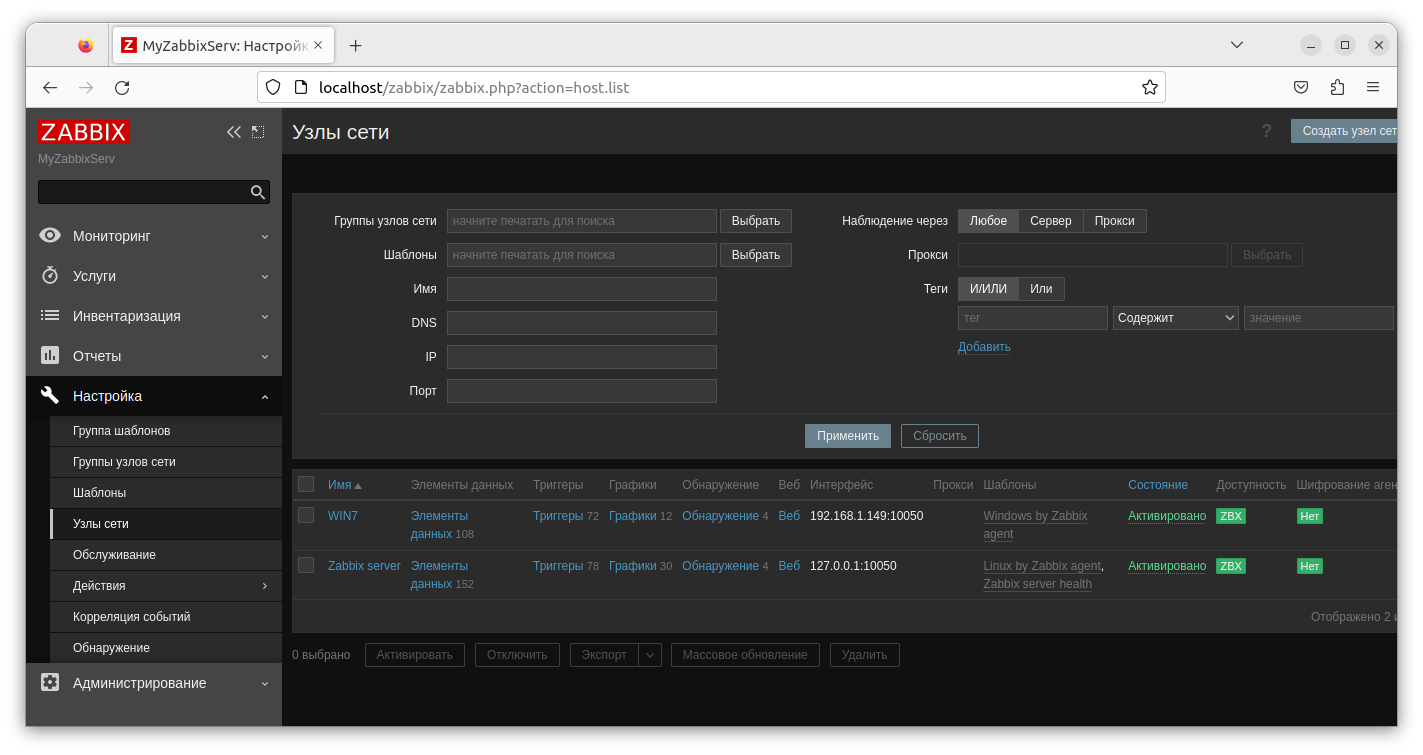 MyZabbixServ: Настройк
localhost/zabbix/zabbix.php?action=host.list
ZABBIX
MyZabbixServ
Мониторинг
Услуги
Инвентаризация
Отчеты
Настройка
Группа шаблонов
Группы узлов сети
Шаблоны
Узлы сети
Обслуживание
Действия
Корреляция событий
Обнаружение
Администрирование
Узлы сети
? Создать узел сет
Группы узлов сети начните печатать для поиска Выбрать
Шаблоны начните печатать для поиска Выбрать
Имя
DNS
IP
Порт
Наблюдение через Любое Сервер Прокси
Прокси Выбрать
Теги И/ИЛИ Или
тег Содержит значение
Добавить
Применить Сбросить
Имя Элементы данных Триггеры Графики Обнаружение Веб Интерфейс Прокси Шаблоны Состояние Доступность Шифрование аген
WIN7 Элементы Триггеры 72 Графики 12 Обнаружение 4 Веб 192.168.1.149:10050 Windows by Zabbix Активировано ZBX Нет
данных 108 agent
Zabbix server Элементы Триггеры 78 Графики 30 Обнаружение 4 Веб 127.0.0.1:10050 Linux by Zabbix agent, Активировано ZBX Нет
данных 152 Zabbix server health
Отображено 2 и
0 выбрано Активировать Отключить Экспорт Массовое обновление Удалить